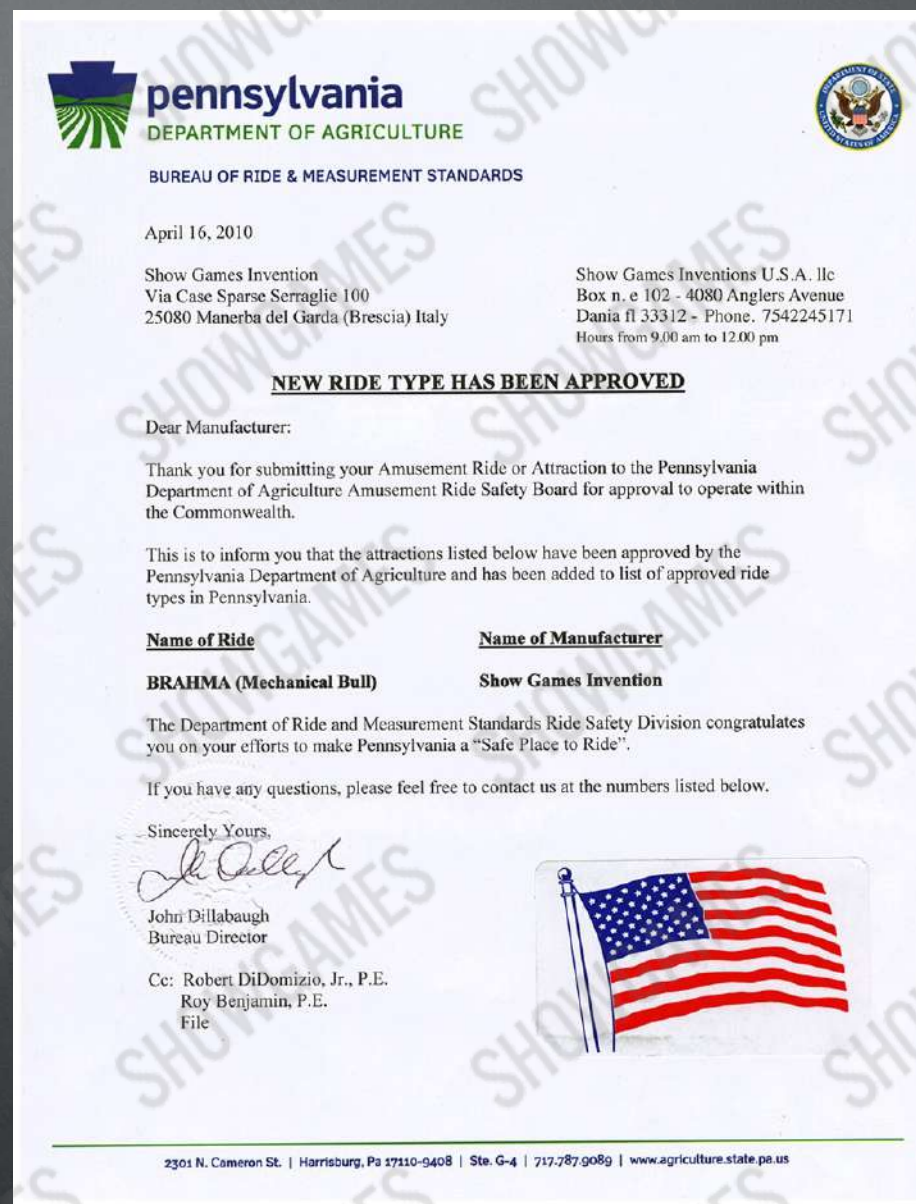 pennsylvania
DEPARTMENT OF AGRICULTURE
BUREAU OF RIDE & MEASUREMENT STANDARDS
DEPARTMENT OF STATE
UNITED STATES OF AMERICA
April 16, 2010
Show Games Invention
Via Case Sparse Serraglie 100
25080 Manerba del Garda (Brescia) Italy
Show Games Inventions U.S.A. llc
Box n. e 102 - 4080 Anglers Avenue
Dania fl 33312 - Phone. 7542245171
Hours from 9.00 am to 12.00 pm
NEW RIDE TYPE HAS BEEN APPROVED
Dear Manufacturer:
Thank you for submitting your Amusement Ride or Attraction to the Pennsylvania
Department of Agriculture Amusement Ride Safety Board for approval to operate within
the Commonwealth.
This is to inform you that the attractions listed below have been approved by the
Pennsylvania Department of Agriculture and has been added to list of approved ride
types in Pennsylvania.
Name of Ride Name of Manufacturer
BRAHMA (Mechanical Bull) Show Games Invention
The Department of Ride and Measurement Standards Ride Safety Division congratulates
you on your efforts to make Pennsylvania a “Safe Place to Ride”.
If you have any questions, please feel free to contact us at the numbers listed below.
Sincerely Yours,
John Dillabaugh
Bureau Director
Cc: Robert DiDomizio, Jr., P.E.
Roy Benjamin, P.E.
File
2301 N. Cameron St. | Harrisburg, Pa 17110-9408 | Ste. G-4 | 717.787.9089 | www.agriculture.state.pa.us
SHOWGAMES